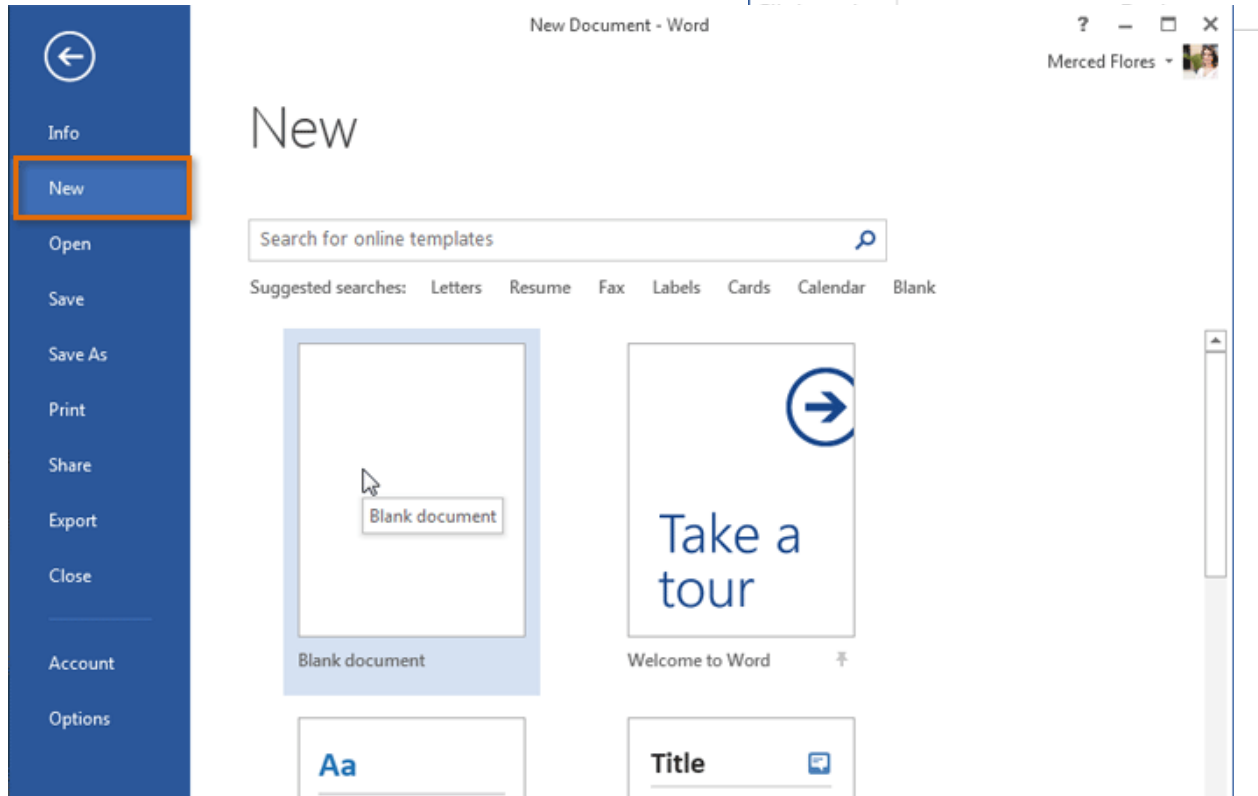 New Document - Word
?
Merced Flores
Info
New
Open
Save
Save As
Print
Share
Export
Close
Account
Options
New
Search for online templates
Suggested searches: Letters Resume Fax Labels Cards Calendar Blank
Blank document
Take a
tour
Blank document
Welcome to Word
Aa
Title